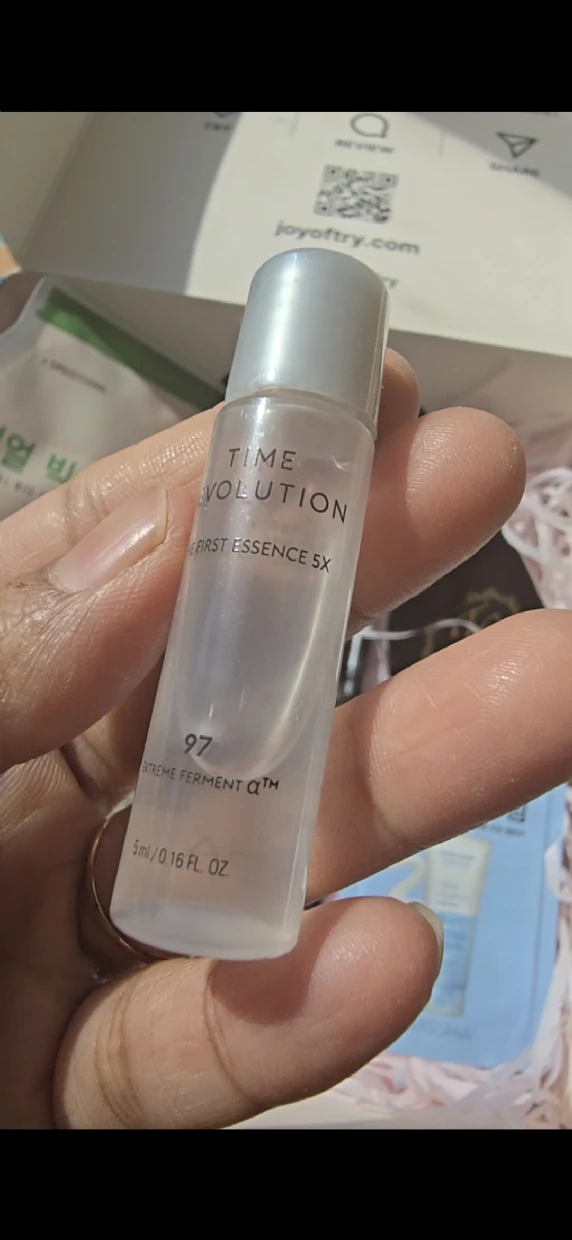 REVIEW
SHARE
joyoftry.com
TIME
EVOLUTION
FIRST ESSENCE 5X
97
EXTREME FERMENT α™
5ml / 0.16 FL. OZ.